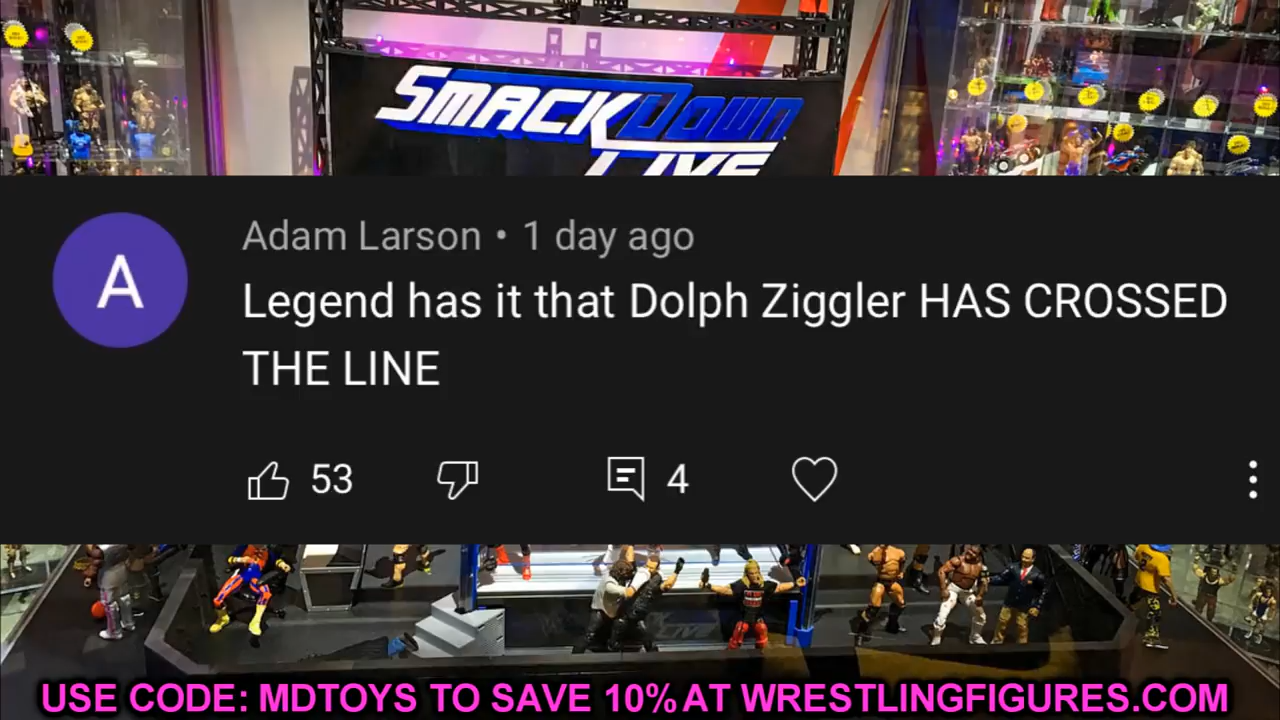 SMACKDOWN
LIVE
A
Adam Larson • 1 day ago
Legend has it that Dolph Ziggler HAS CROSSED
THE LINE
53
4
USE CODE: MDTOYS TO SAVE 10% AT WRESTLINGFIGURES.COM